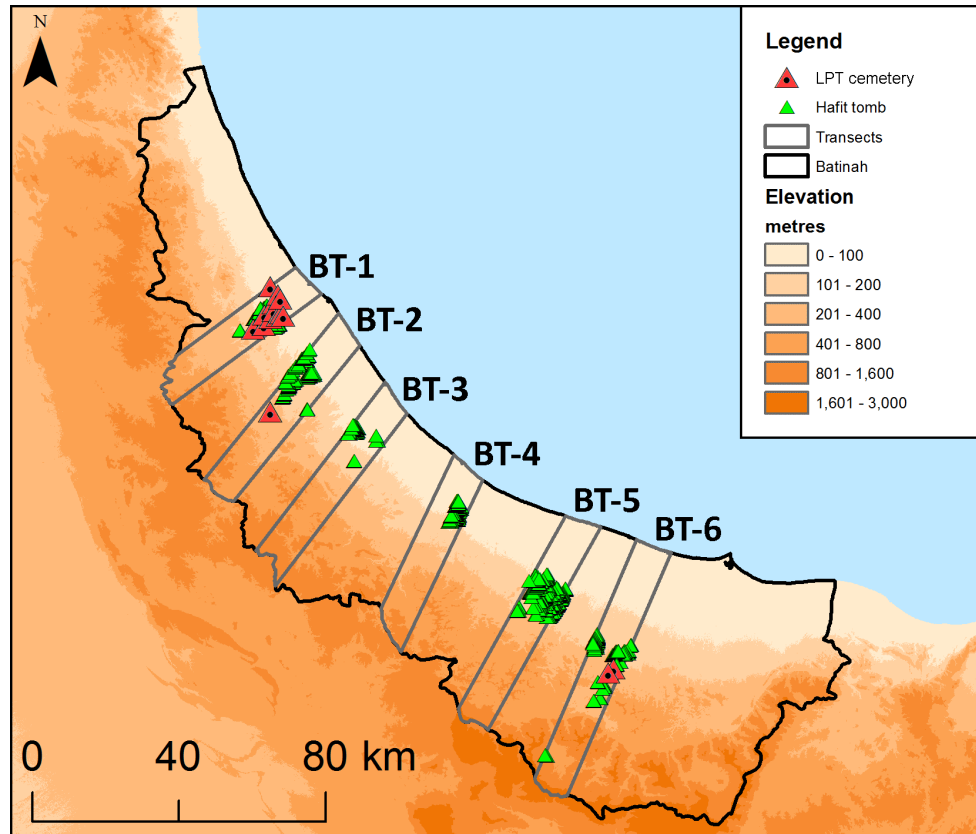 N
Legend
LPT cemetery
Hafit tomb
Transects
Batinah
Elevation
metres
0 - 100
101 - 200
201 - 400
401 - 800
801 - 1,600
1,601 - 3,000
BT-1
BT-2
BT-3
BT-4
BT-5
BT-6
0 40 80 km